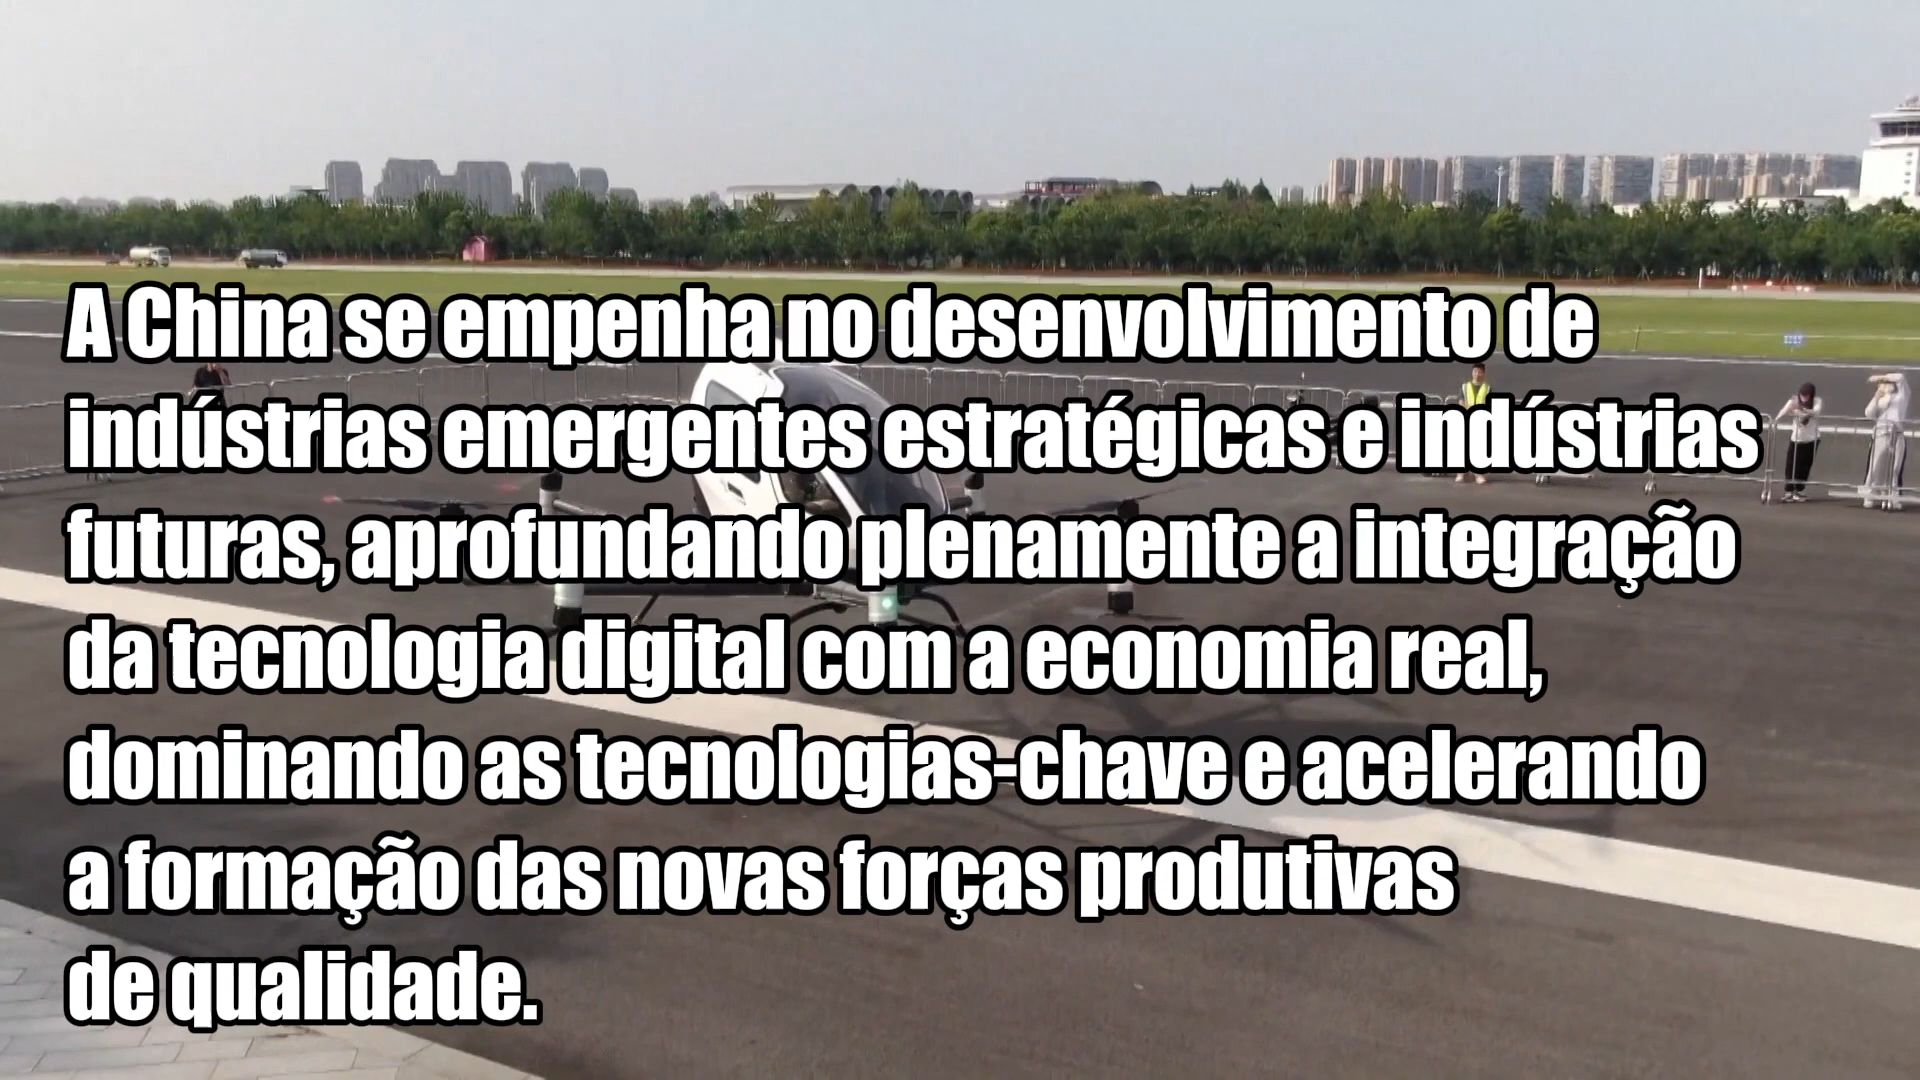 A China se empenha no desenvolvimento de
indústrias emergentes estratégicas e indústrias
futuras, aprofundando plenamente a integração
da tecnologia digital com a economia real,
dominando as tecnologias-chave e acelerando
a formação das novas forças produtivas
de qualidade.